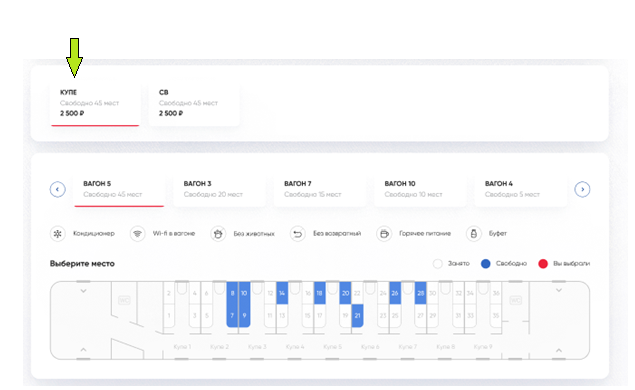 КУПЕ СВ
Свободно 45 мест Свободно 45 мест
2 500 ₽ 2 500 ₽
ВАГОН 5 ВАГОН 3 ВАГОН 7 ВАГОН 10 ВАГОН 4
Свободно 45 мест Свободно 20 мест Свободно 15 мест Свободно 10 мест Свободно 5 мест
Кондиционер Wi-fi в вагоне Без животных Без возвратный Горячее питание Буфет
Выберите место Занято Свободно Вы выбрали
2 4 6 8 10 12 14 16 18 20 22 24 26 28 30 32 34 36
1 3 5 7 9 11 13 15 17 19 21 23 25 27 29 31 33 35
Купе 1 Купе 2 Купе 3 Купе 4 Купе 5 Купе 6 Купе 7 Купе 8 Купе 9